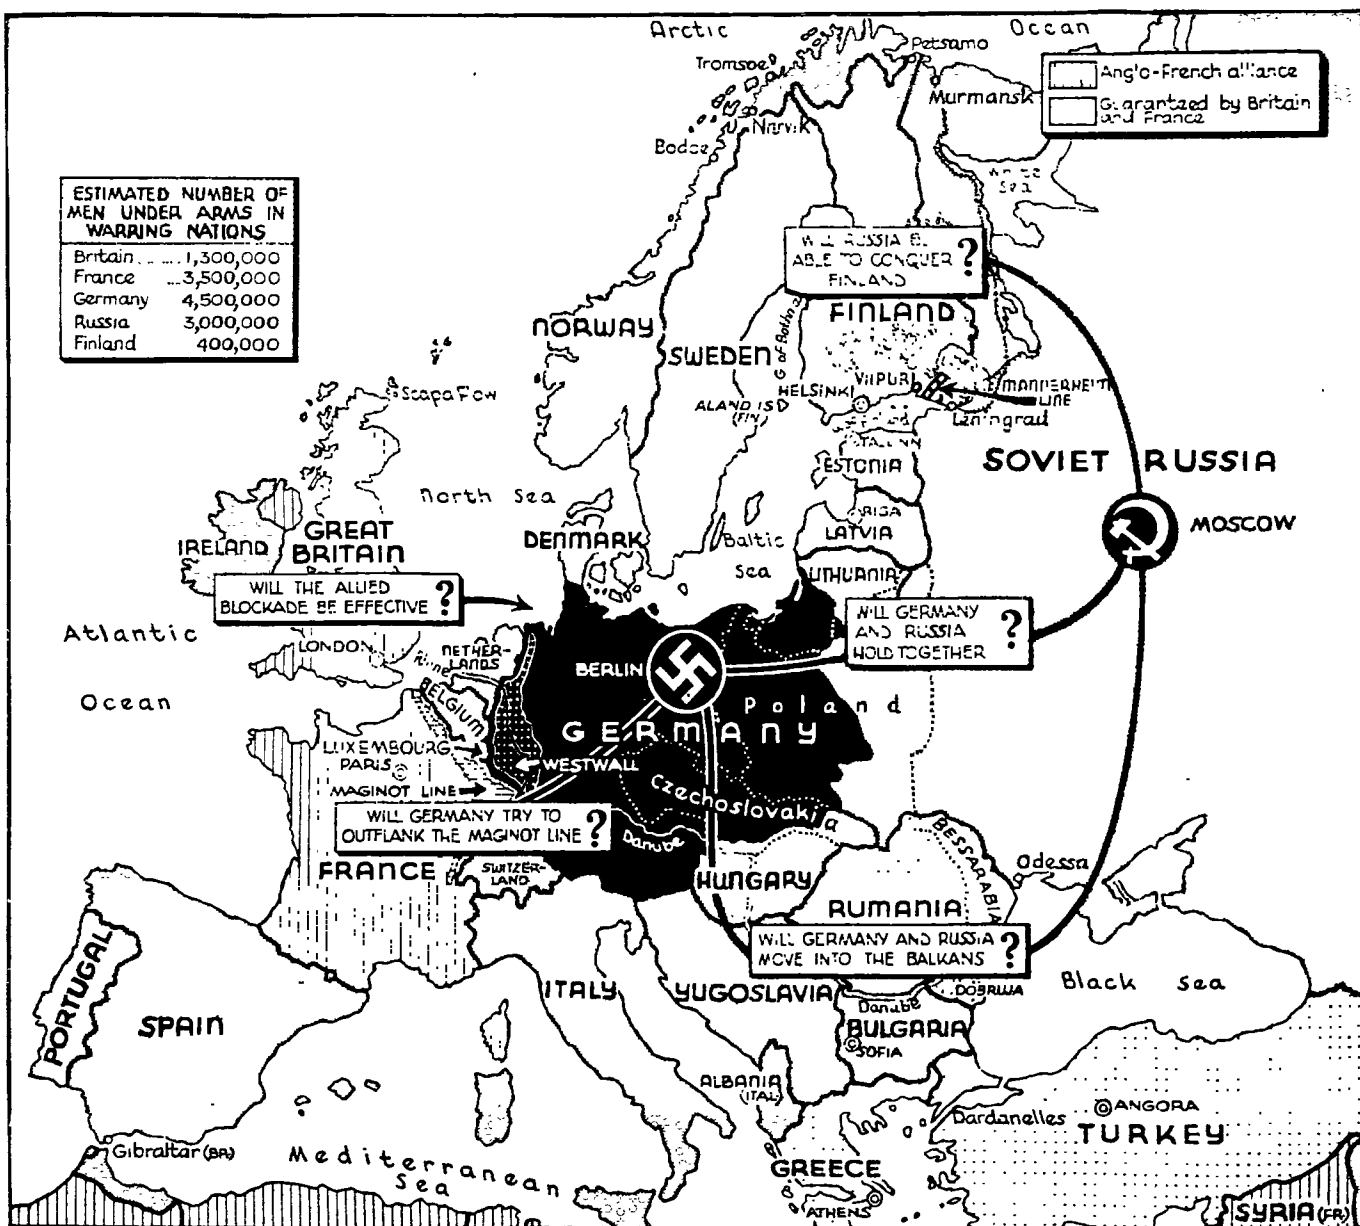 Arctic
Ocean
Petsamo
Tromsoe
Murmansk
Narvik
Bodoe
White
Sea
Anglo-French alliance
Guaranteed by Britain
and France
ESTIMATED NUMBER OF
MEN UNDER ARMS IN
WARRING NATIONS
Britain ...... 1,300,000
France ... 3,500,000
Germany 4,500,000
Russia 3,000,000
Finland 400,000
WILL RUSSIA BE
ABLE TO CONQUER
FINLAND ?
FINLAND
NORWAY
SWEDEN
G of Bothnia
VIIPURI
HELSINKI
MANNERHEIM
LINE
Leningrad
ALAND IS
(FIN)
Scapa Flow
TALLINN
ESTONIA
SOVIET RUSSIA
North Sea
RIGA
LATVIA
MOSCOW
GREAT
BRITAIN
IRELAND
DENMARK
Baltic
Sea
LITHUANIA
WILL THE ALLIED
BLOCKADE BE EFFECTIVE ?
WILL GERMANY
AND RUSSIA
HOLD TOGETHER ?
Atlantic
Ocean
LONDON
NETHER-
LANDS
Rhine
BELGIUM
BERLIN
Poland
GERMANY
LUXEMBOURG
PARIS
WESTWALL
MAGINOT LINE
Czechoslovakia
WILL GERMANY TRY TO
OUTFLANK THE MAGINOT LINE ?
Danube
BESSARABIA
Odessa
FRANCE
SWITZER-
LAND
HUNGARY
RUMANIA
WILL GERMANY AND RUSSIA
MOVE INTO THE BALKANS ?
PORTUGAL
SPAIN
ITALY
YUGOSLAVIA
DOBRUJA
Black Sea
Danube
BULGARIA
SOFIA
ALBANIA
(ITAL)
Dardanelles
ANGORA
TURKEY
Gibraltar (BR)
Mediterranean
Sea
GREECE
ATHENS
SYRIA (FR)